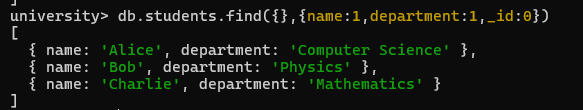 university> db.students.find({},{name:1,department:1,_id:0})
[
  { name: 'Alice', department: 'Computer Science' },
  { name: 'Bob', department: 'Physics' },
  { name: 'Charlie', department: 'Mathematics' }
]